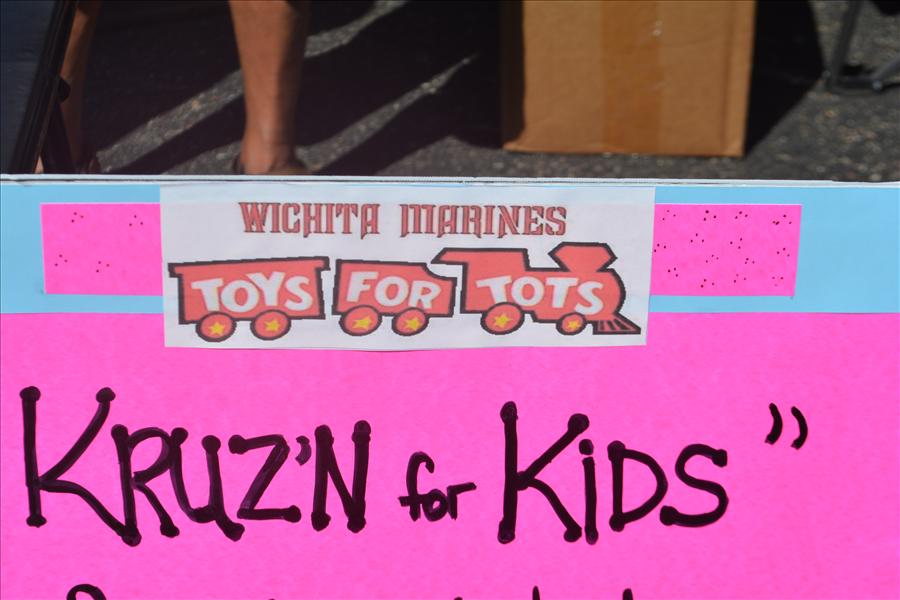 WICHITA MARINES
TOYS FOR TOTS
KRUZ'N for KiDS"